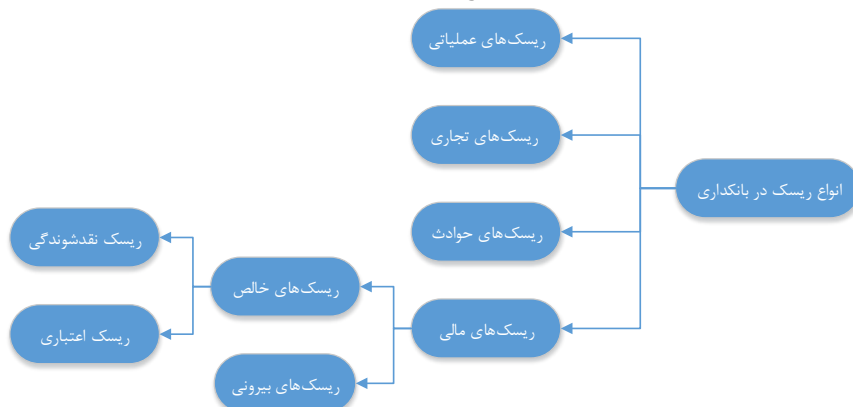 انواع ریسک در بانکداری
ریسک‌های عملیاتی
ریسک‌های تجاری
ریسک‌های حوادث
ریسک‌های مالی
ریسک‌های خالص
ریسک‌های بیرونی
ریسک نقدشوندگی
ریسک اعتباری